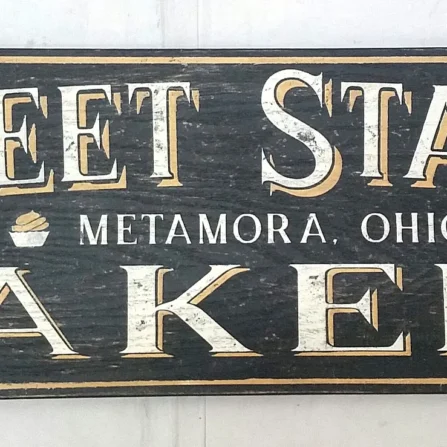 EET STA
METAMORA, OHIO
AKE